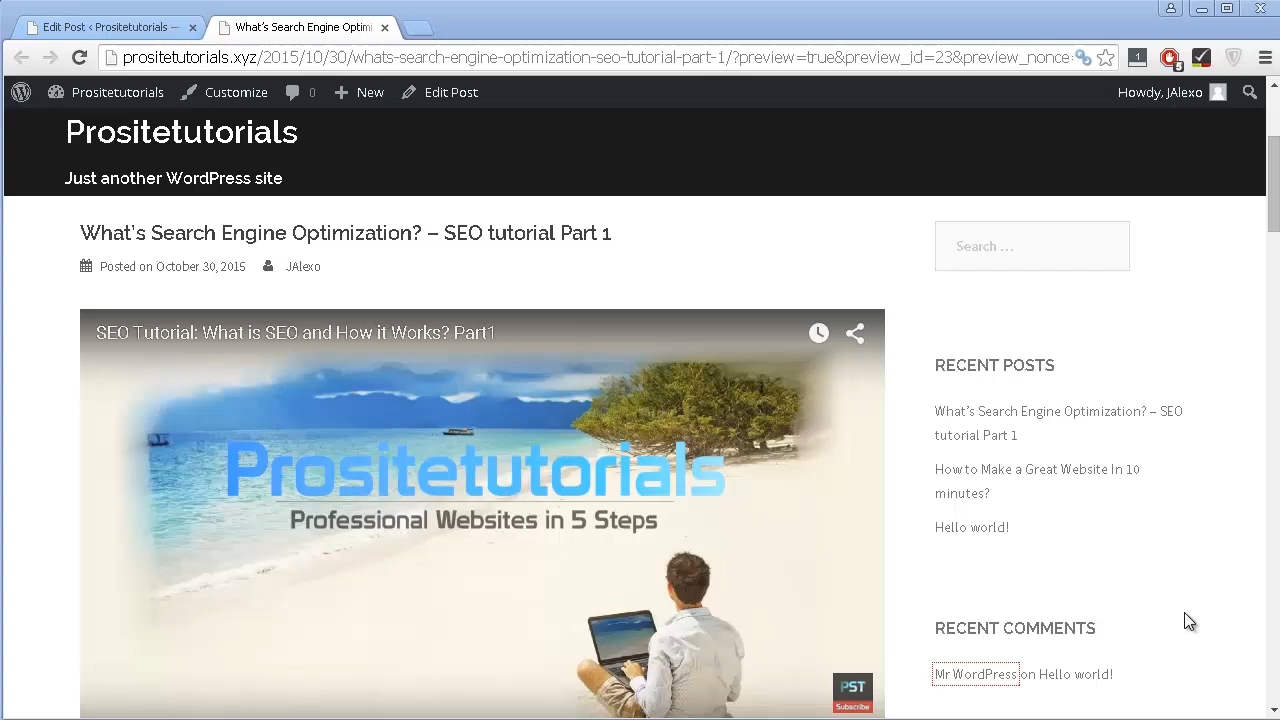 Edit Post ‹ Prositetutorials —
What's Search Engine Optimi
prositetutorials.xyz/2015/10/30/whats-search-engine-optimization-seo-tutorial-part-1/?preview=true&preview_id=23&preview_nonce=
1
5
Prositetutorials
Customize
0
New
Edit Post
Howdy, JAlexo
Prositetutorials
Just another WordPress site
What's Search Engine Optimization? – SEO tutorial Part 1
Posted on October 30, 2015 JAlexo
Search …
SEO Tutorial: What is SEO and How it Works? Part1
Prositetutorials
Professional Websites in 5 Steps
PST
Subscribe
RECENT POSTS
What's Search Engine Optimization? – SEO
tutorial Part 1
How to Make a Great Website In 10
minutes?
Hello world!
RECENT COMMENTS
Mr WordPress on Hello world!